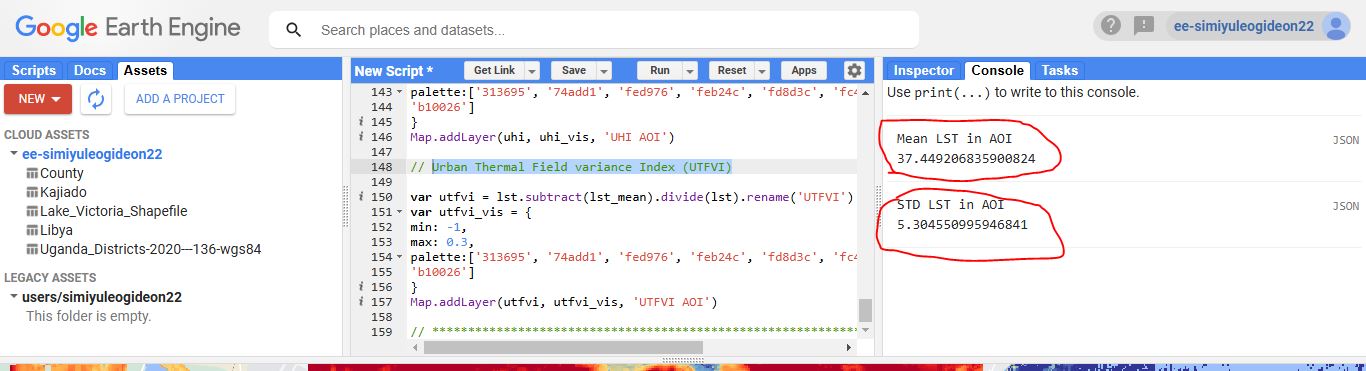 Google Earth Engine
Search places and datasets...
ee-simiyuleogideon22
Scripts Docs Assets
NEW
ADD A PROJECT
CLOUD ASSETS
ee-simiyuleogideon22
County
Kajiado
Lake_Victoria_Shapefile
Libya
Uganda_Districts-2020---136-wgs84
LEGACY ASSETS
users/simiyuleogideon22
This folder is empty.
New Script *
Get Link Save Run Reset Apps
143 palette:['313695', '74add1', 'fed976', 'feb24c', 'fd8d3c', 'fc4
144 'b10026']
i 145 }
i 146 Map.addLayer(uhi, uhi_vis, 'UHI AOI')
147
148 // Urban Thermal Field variance Index (UTFVI)
149
i 150 var utfvi = lst.subtract(lst_mean).divide(lst).rename('UTFVI')
151 var utfvi_vis = {
152 min: -1,
153 max: 0.3,
154 palette:['313695', '74add1', 'fed976', 'feb24c', 'fd8d3c', 'fc4
155 'b10026']
i 156 }
i 157 Map.addLayer(utfvi, utfvi_vis, 'UTFVI AOI')
158
159 // **************************************************************
Inspector Console Tasks
Use print(...) to write to this console.
Mean LST in AOI JSON
37.449206835900824
STD LST in AOI JSON
5.304550995946841